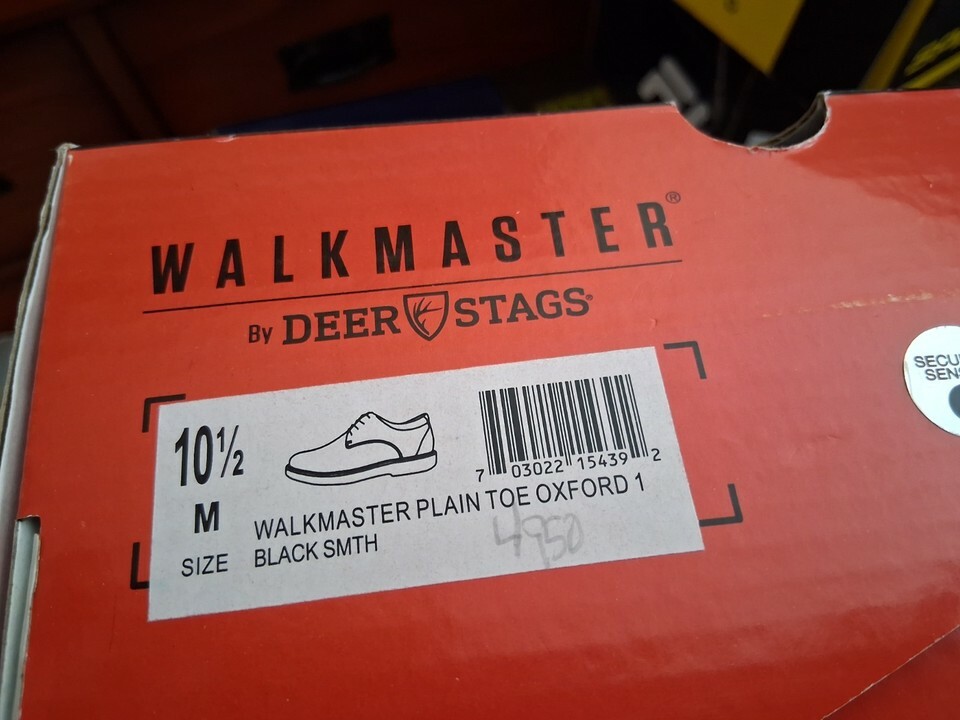 WALKMASTER®
By DEER STAGS®
10½
M
SIZE
7 03022 15439 2
WALKMASTER PLAIN TOE OXFORD 1
BLACK SMTH
4950